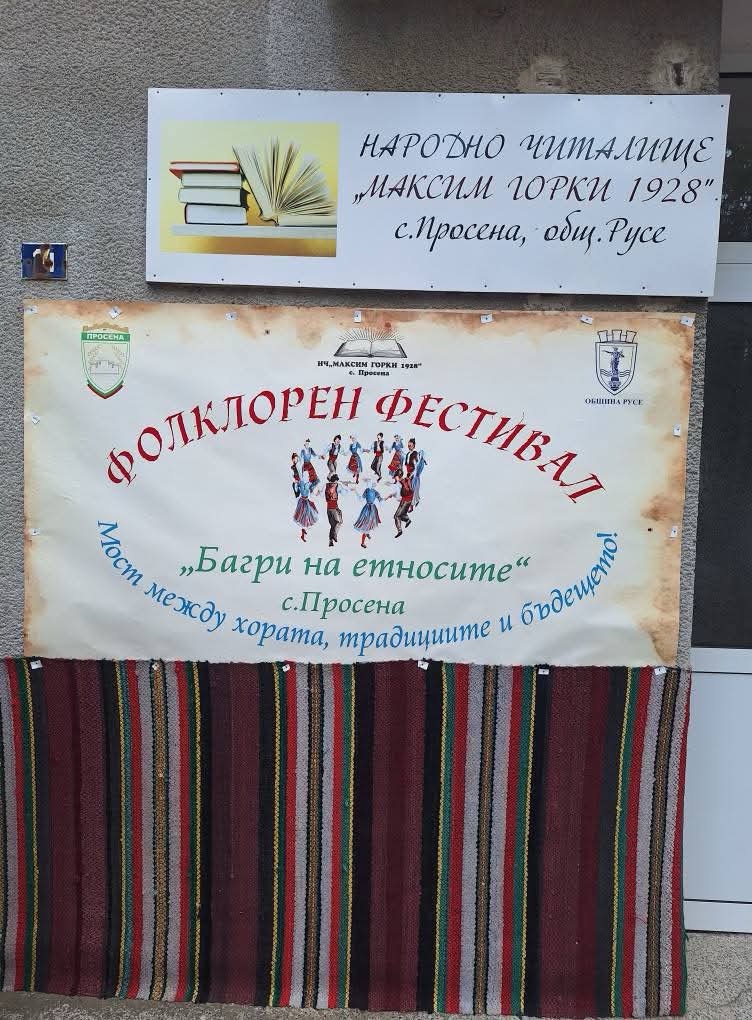 НАРОДНО ЧИТАЛИЩЕ
„МАКСИМ ГОРКИ 1928"
с.Просена, общ.Русе
ПРОСЕНА
НЧ„МАКСИМ ГОРКИ 1928"
с. Просена
ОБЩИНА РУСЕ
ФОЛКЛОРЕН ФЕСТИВАЛ
„Багри на етносите“
с.Просена
Мост между хората, традициите и бъдещето!